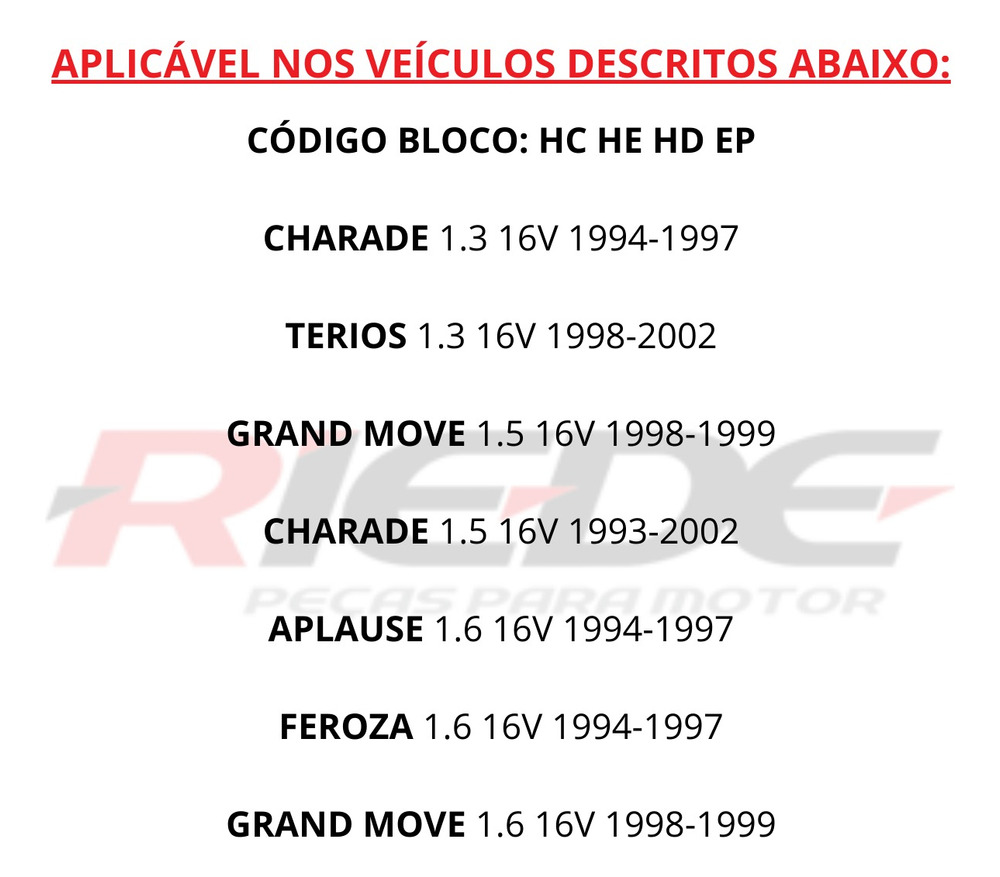 APLICÁVEL NOS VEÍCULOS DESCRITOS ABAIXO:
CÓDIGO BLOCO: HC HE HD EP
CHARADE 1.3 16V 1994-1997
TERIOS 1.3 16V 1998-2002
GRAND MOVE 1.5 16V 1998-1999
RIEDE
CHARADE 1.5 16V 1993-2002
PECAS PARA MOTOR
APLAUSE 1.6 16V 1994-1997
FEROZA 1.6 16V 1994-1997
GRAND MOVE 1.6 16V 1998-1999